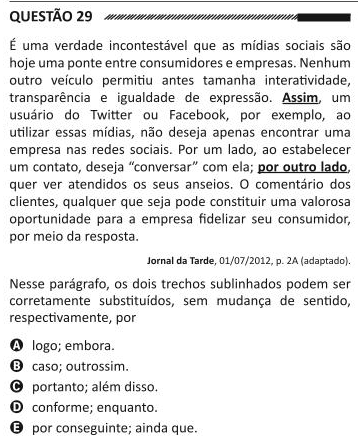 QUESTÃO 29
É uma verdade incontestável que as mídias sociais são
hoje uma ponte entre consumidores e empresas. Nenhum
outro veículo permitiu antes tamanha interatividade,
transparência e igualdade de expressão. Assim, um
usuário do Twitter ou Facebook, por exemplo, ao
utilizar essas mídias, não deseja apenas encontrar uma
empresa nas redes sociais. Por um lado, ao estabelecer
um contato, deseja “conversar” com ela; por outro lado,
quer ver atendidos os seus anseios. O comentário dos
clientes, qualquer que seja pode constituir uma valorosa
oportunidade para a empresa fidelizar seu consumidor,
por meio da resposta.
Jornal da Tarde, 01/07/2012, p. 2A (adaptado).
Nesse parágrafo, os dois trechos sublinhados podem ser
corretamente substituídos, sem mudança de sentido,
respectivamente, por
A logo; embora.
B caso; outrossim.
C portanto; além disso.
D conforme; enquanto.
E por conseguinte; ainda que.